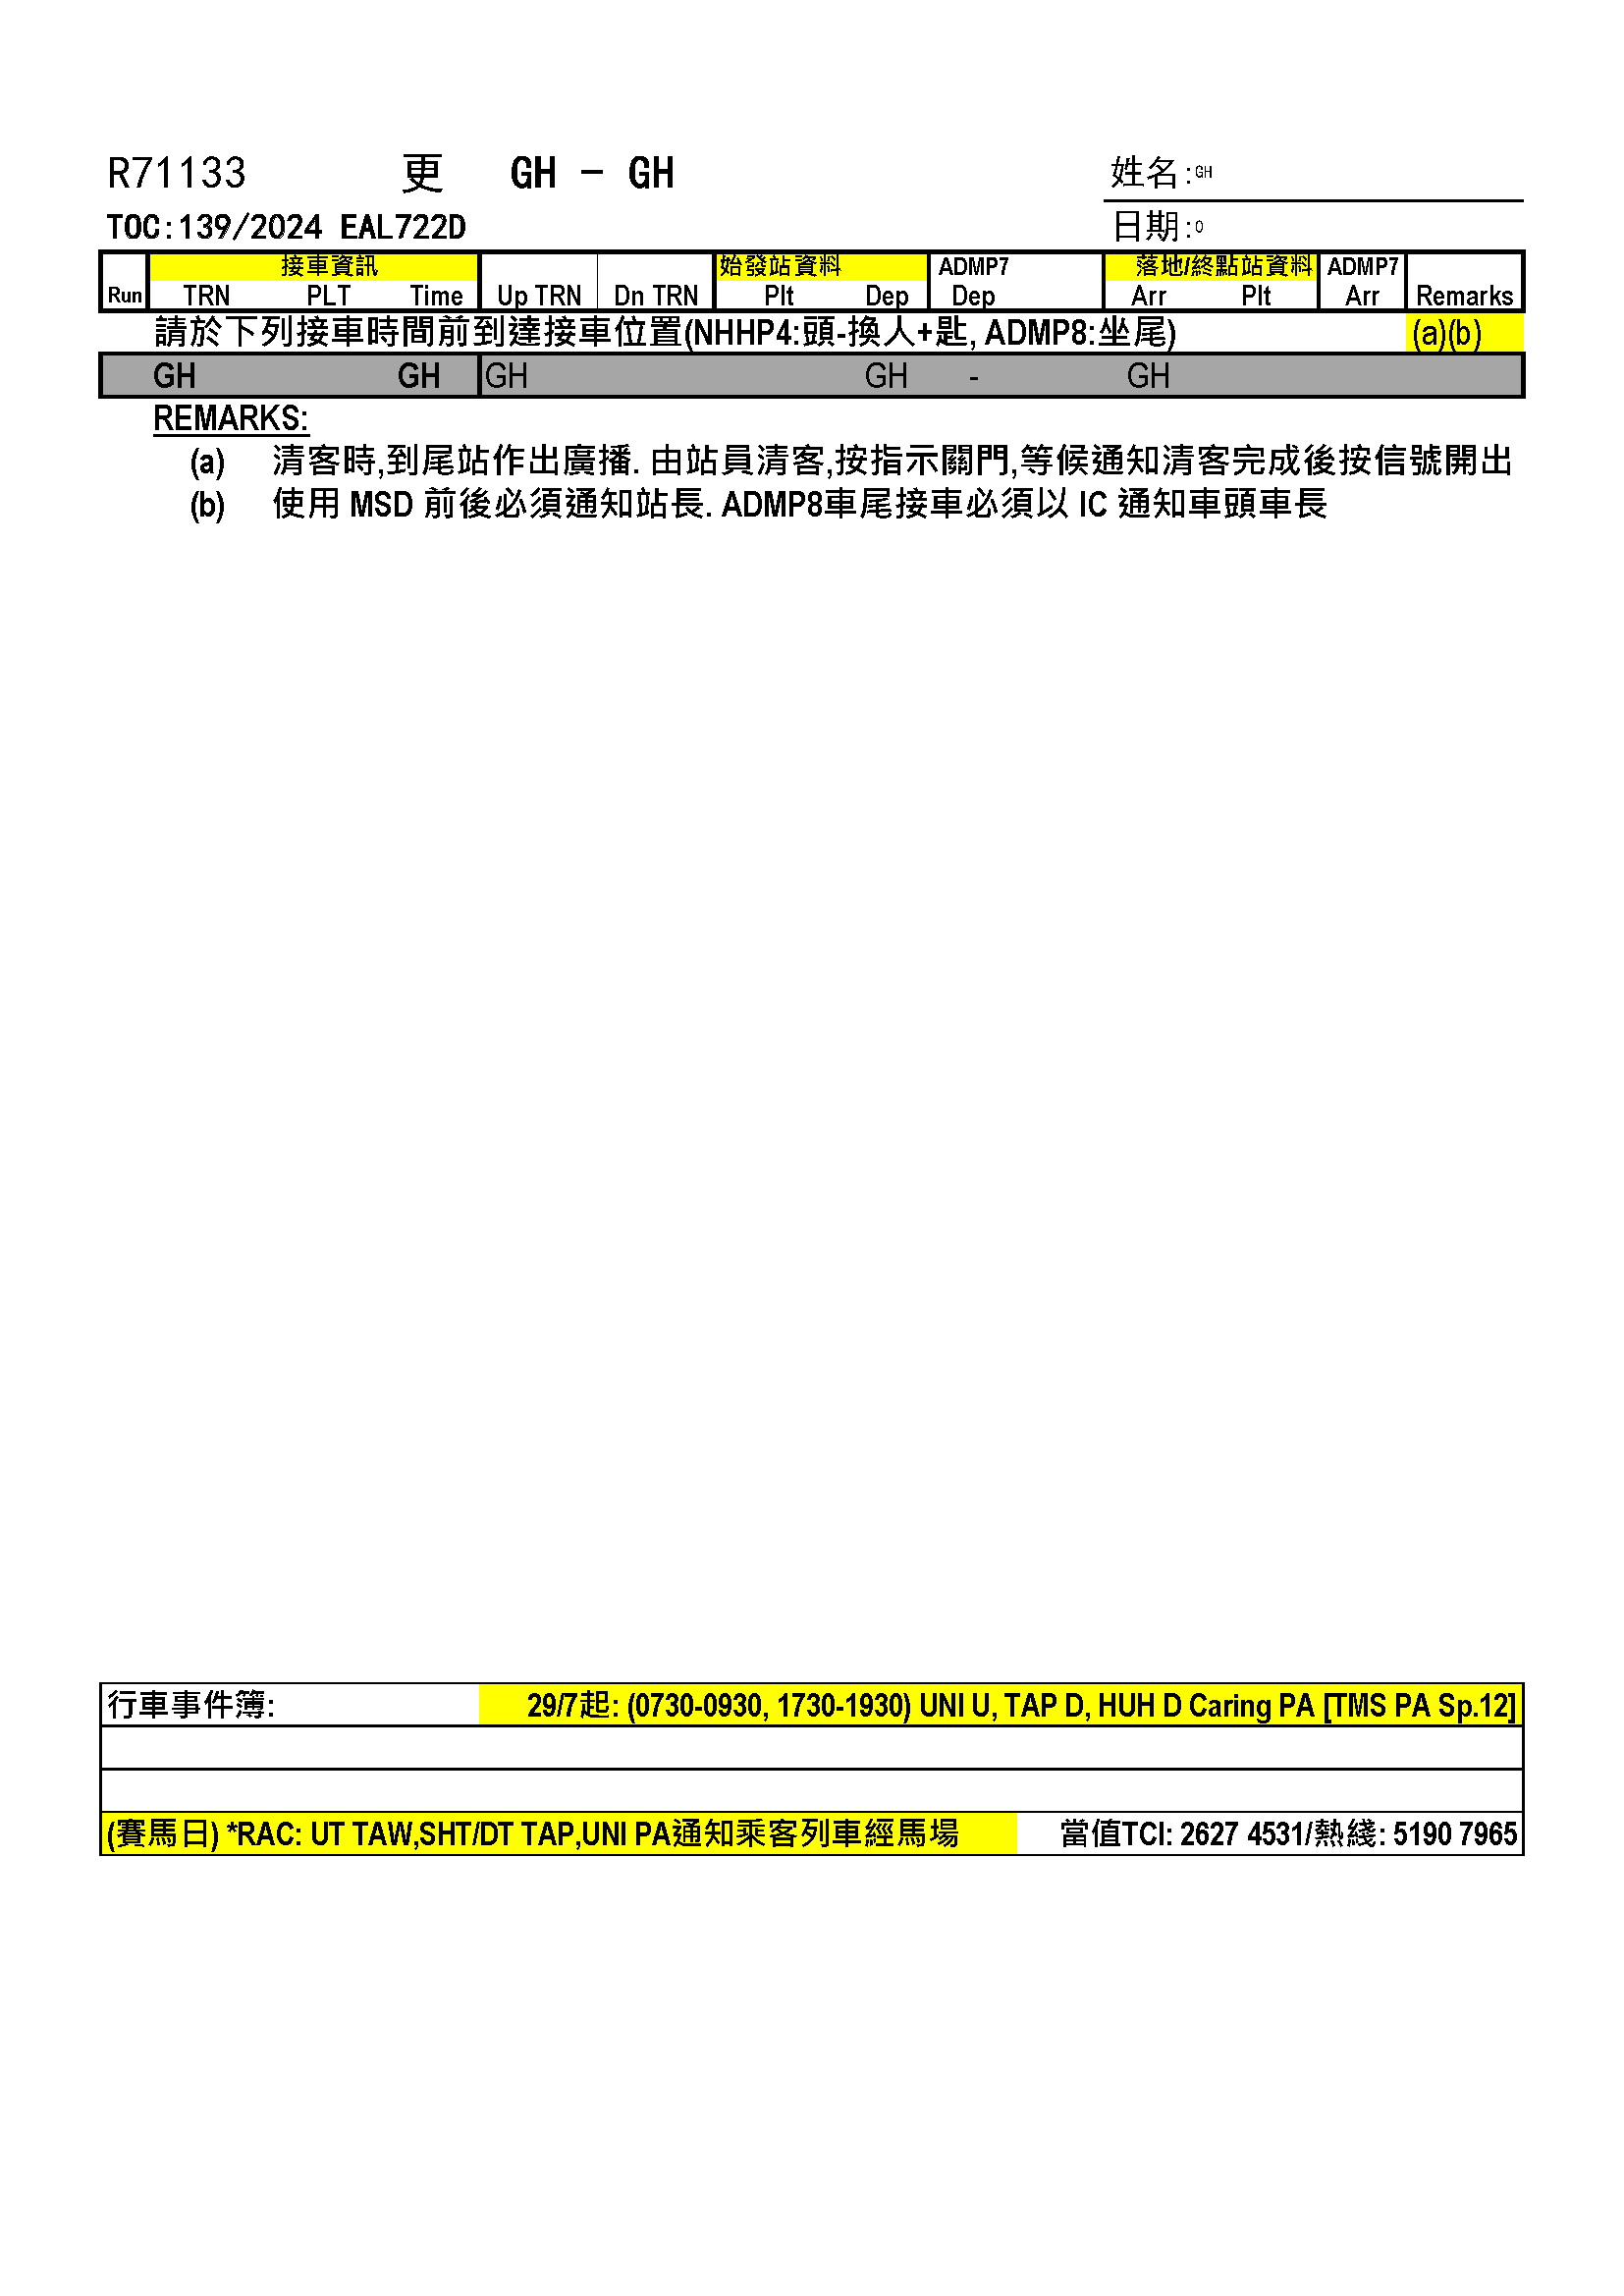 R71133 更 GH - GH 姓名:GH
TOC:139/2024 EAL722D 日期:0
接車資訊 始發站資料 ADMP7 落地/終點站資料 ADMP7
Run TRN PLT Time Up TRN Dn TRN Plt Dep Dep Arr Plt Arr Remarks
請於下列接車時間前到達接車位置(NHHP4:頭-換人+匙, ADMP8:坐尾) (a)(b)
GH GH GH GH - GH
REMARKS:
(a) 清客時,到尾站作出廣播. 由站員清客,按指示關門,等候通知清客完成後按信號開出
(b) 使用 MSD 前後必須通知站長. ADMP8車尾接車必須以 IC 通知車頭車長
行車事件簿: 29/7起: (0730-0930, 1730-1930) UNI U, TAP D, HUH D Caring PA [TMS PA Sp.12]
(賽馬日) *RAC: UT TAW,SHT/DT TAP,UNI PA通知乘客列車經馬場 當值TCI: 2627 4531/熱綫: 5190 7965